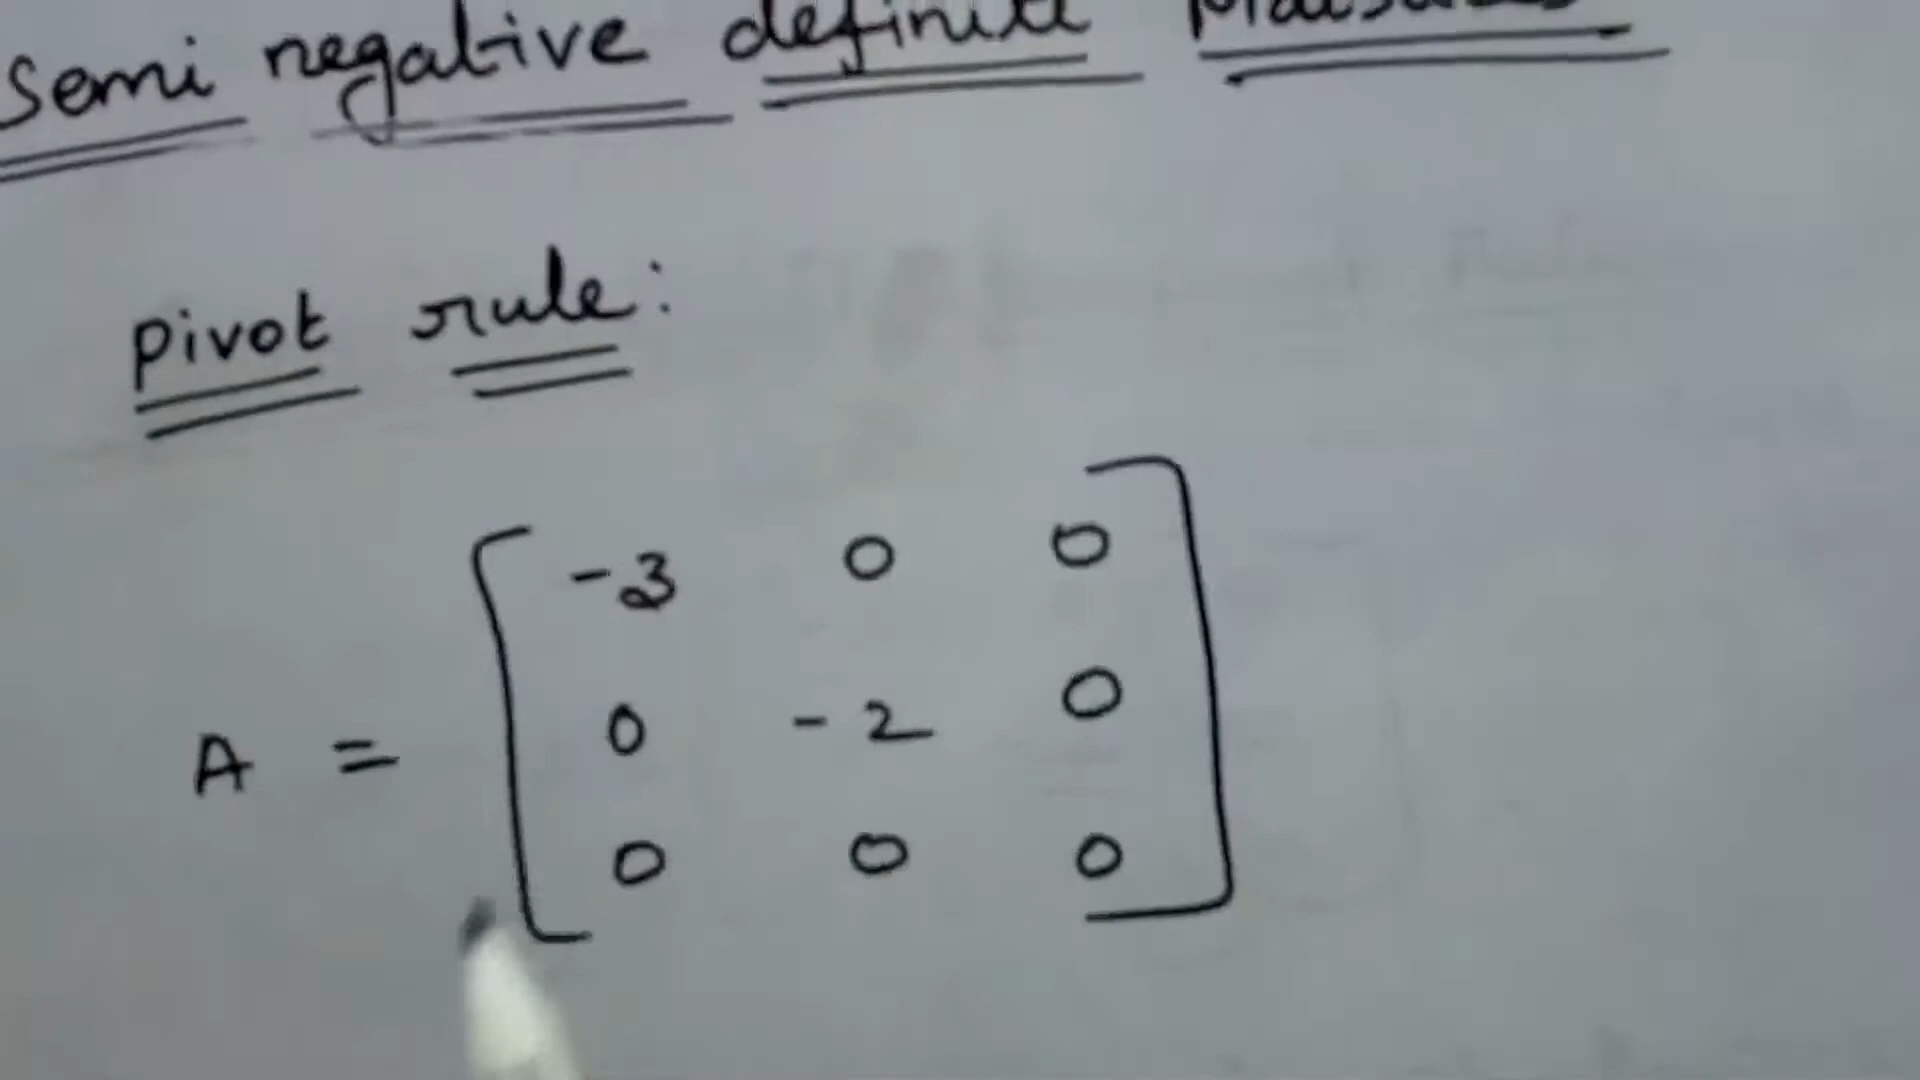 Semi negative definite
Pivot rule:
-3 0 0
A = 0 -2 0
0 0 0